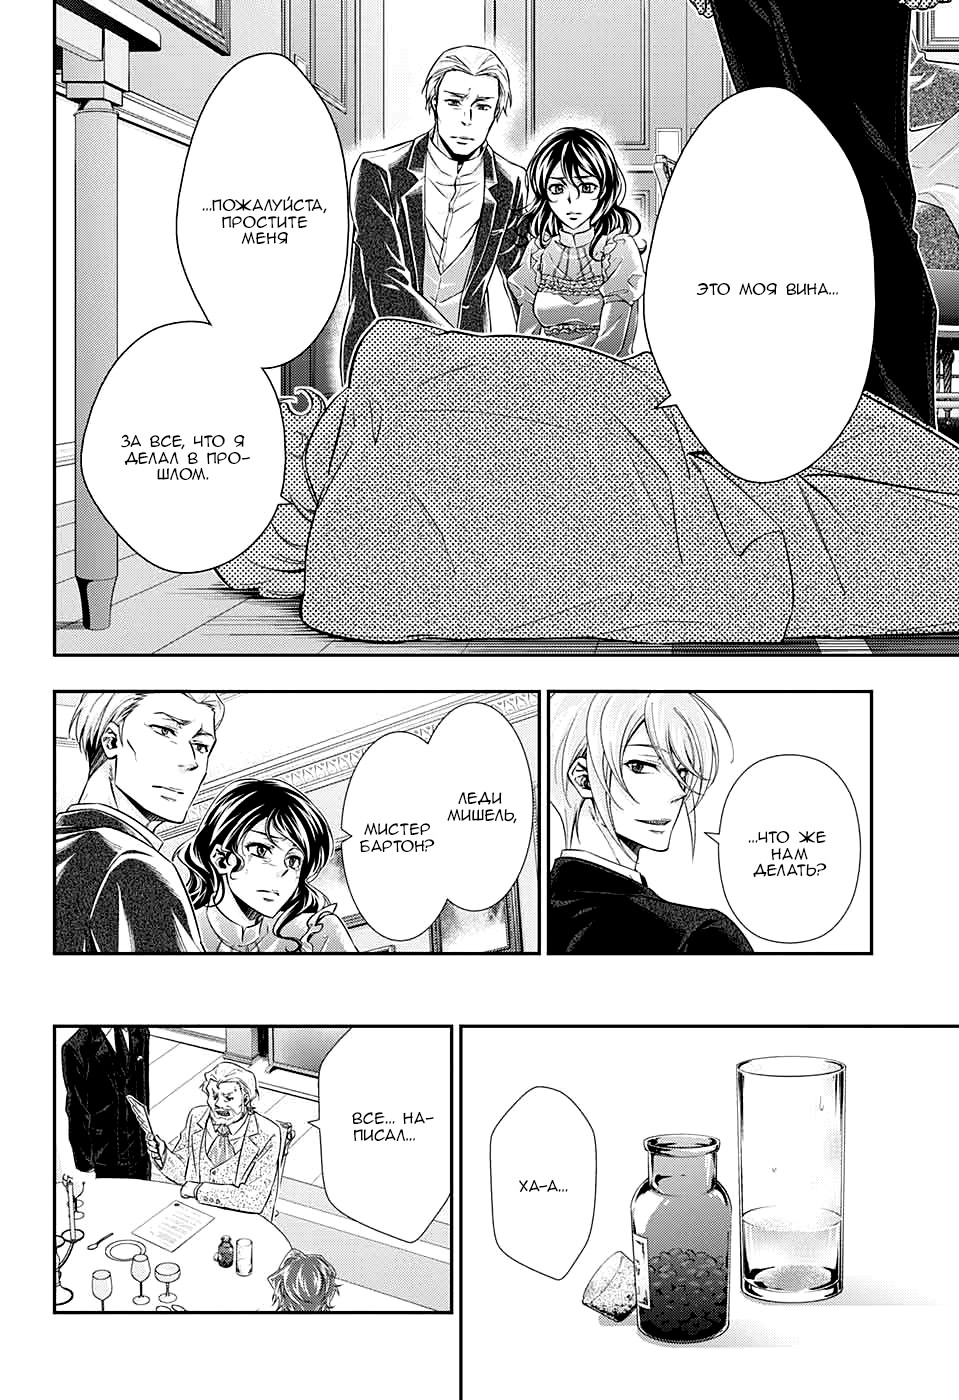 ЭТО МОЯ ВИНА...
...ПОЖАЛУЙСТА,
ПРОСТИТЕ
МЕНЯ
ЗА ВСЕ, ЧТО Я
ДЕЛАЛ В ПРО-
ШЛОМ.
...ЧТО ЖЕ
НАМ
ДЕЛАТЬ?
ЛЕДИ
МИШЕЛЬ,
МИСТЕР
БАРТОН?
ХА-А...
ВСЕ... НА-
ПИСАЛ...